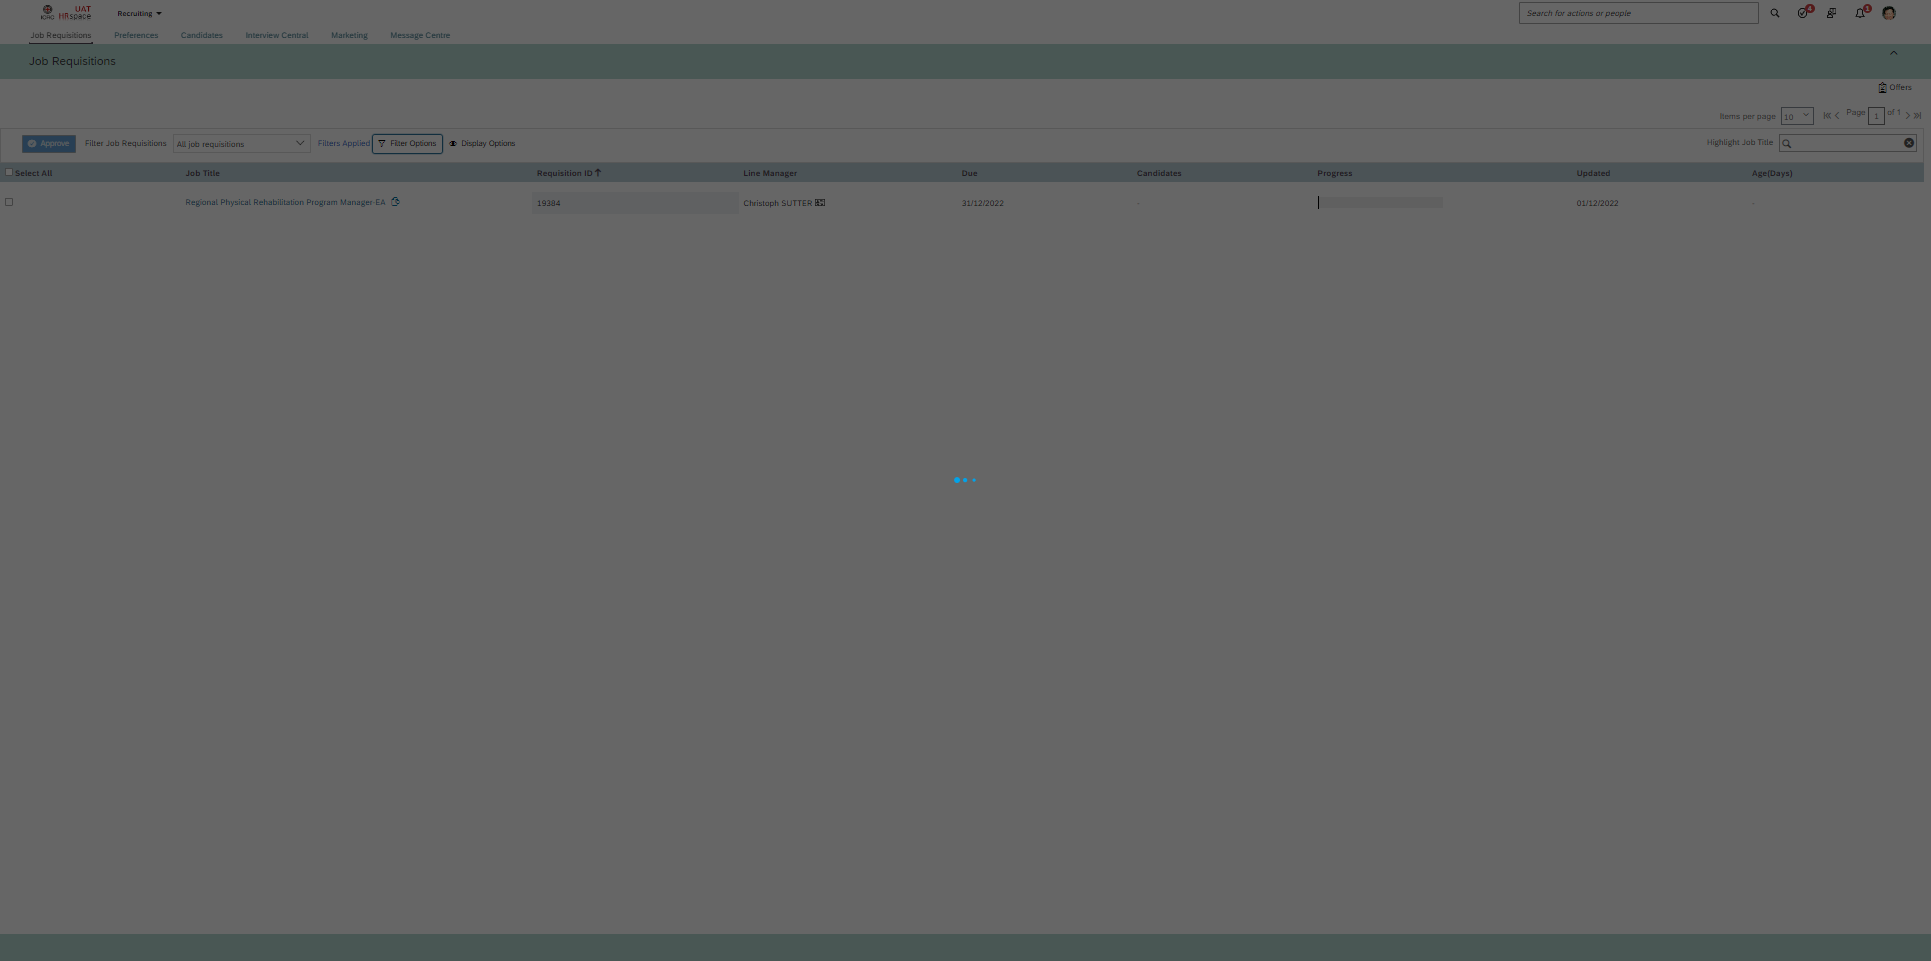 UAT
ICRC HRspace
Recruiting
Search for actions or people
4
1
Job Requisitions
Preferences
Candidates
Interview Central
Marketing
Message Centre
Job Requisitions
Offers
Items per page 10
Page 1 of 1
Approve
Filter Job Requisitions
All job requisitions
Filters Applied
Filter Options
Display Options
Highlight Job Title
Select All
Job Title
Requisition ID
Line Manager
Due
Candidates
Progress
Updated
Age(Days)
Regional Physical Rehabilitation Program Manager-EA
19384
Christoph SUTTER
31/12/2022
-
01/12/2022
-